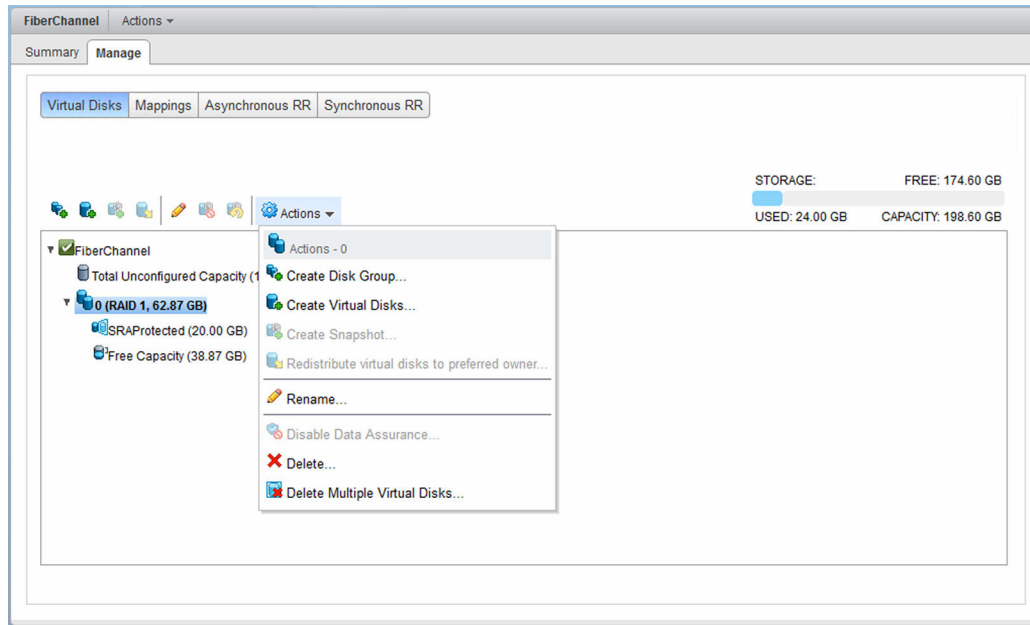 FiberChannel Actions
Summary Manage
Virtual Disks Mappings Asynchronous RR Synchronous RR
STORAGE: FREE: 174.60 GB
USED: 24.00 GB CAPACITY: 198.60 GB
Actions
FiberChannel
Total Unconfigured Capacity (1
0 (RAID 1, 62.87 GB)
SRAProtected (20.00 GB)
Free Capacity (38.87 GB)
Actions - 0
Create Disk Group...
Create Virtual Disks...
Create Snapshot...
Redistribute virtual disks to preferred owner...
Rename...
Disable Data Assurance...
Delete...
Delete Multiple Virtual Disks...